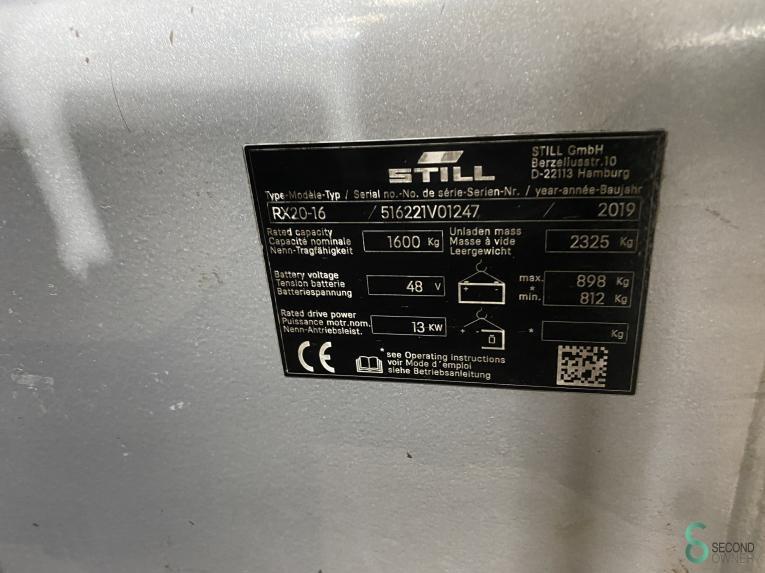 STILL
STILL GmbH
Berzeliusstr.10
D-22113 Hamburg
Type-Modèle-Typ / Serial no.-No. de série-Serien-Nr. / year-année-Baujahr
RX20-16 / 516221V01247 / 2019
Rated capacity
Capacité nominale
Nenn-Tragfähigkeit
1600 Kg
Unladen mass
Masse à vide
Leergewicht
2325 Kg
Battery voltage
Tension batterie
Batteriespannung
48 V
max. 898 Kg
*
min. 812 Kg
Rated drive power
Puissance motr.nom.
Nenn-Antriebsleist.
13 KW
* Kg
CE
* see Operating instructions
voir Mode d'emploi
siehe Betriebsanleitung
SECOND
OWNER